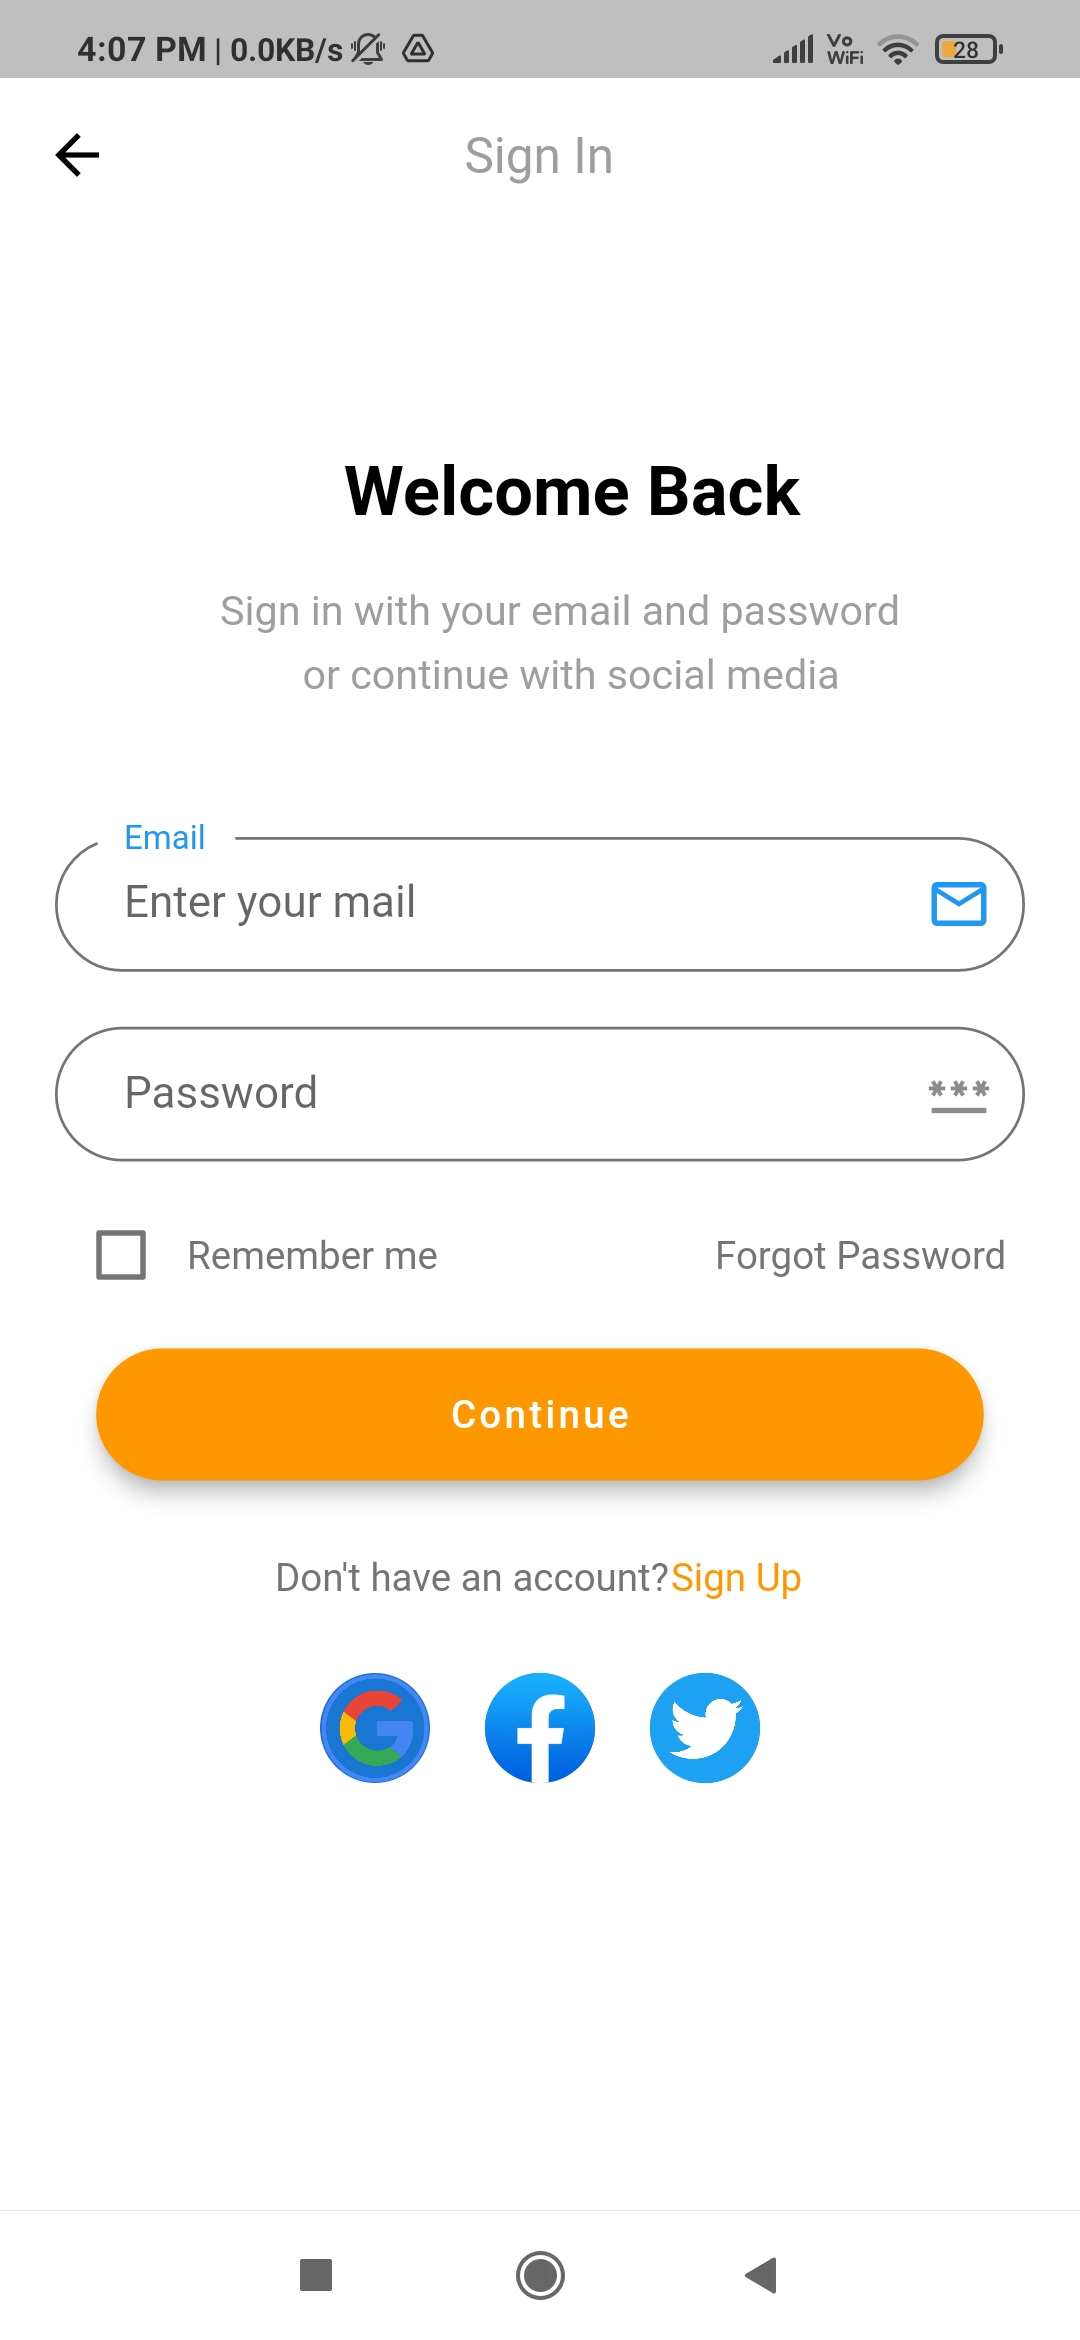 4:07 PM | 0.0KB/s Vo WiFi 28
Sign In
Welcome Back
Sign in with your email and password
or continue with social media
Email
Enter your mail
Password
***
Remember me Forgot Password
Continue
Don't have an account?Sign Up